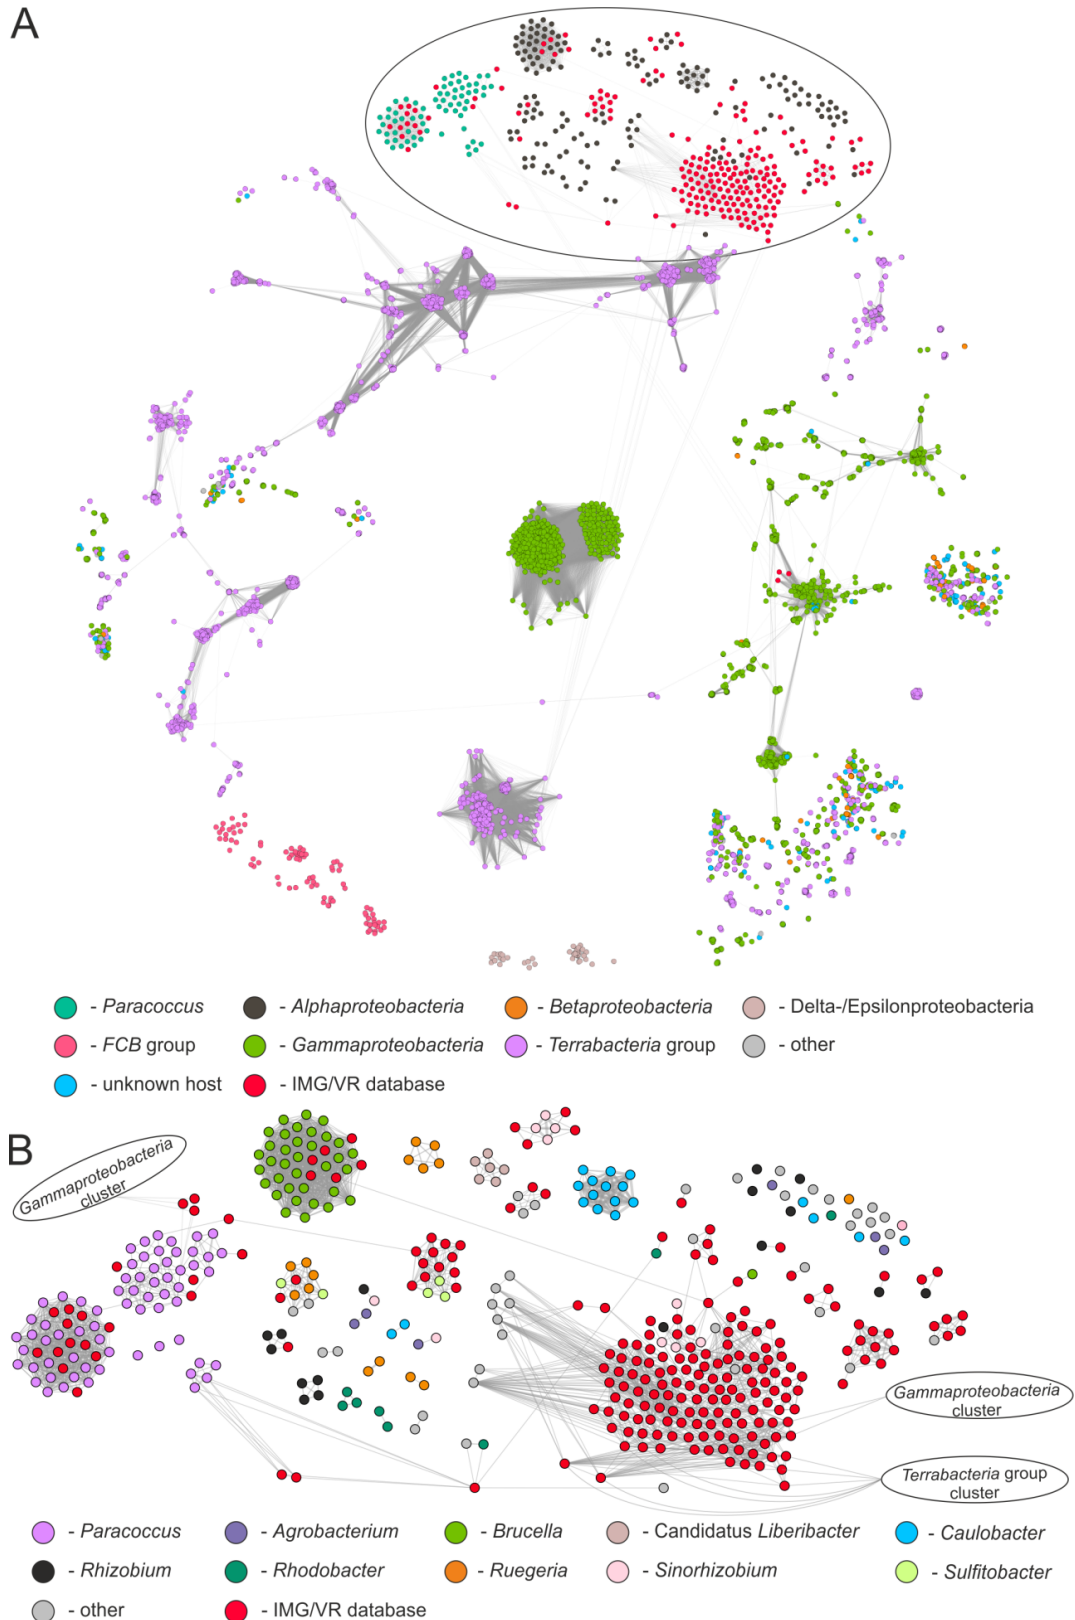 A
- Paracoccus
- Alphaproteobacteria
- Betaproteobacteria
- Delta-/Epsilonproteobacteria
- FCB group
- Gammaproteobacteria
- Terrabacteria group
- other
- unknown host
- IMG/VR database
B
Gammaproteobacteria
cluster
Gammaproteobacteria
cluster
Terrabacteria group
cluster
- Paracoccus
- Agrobacterium
- Brucella
- Candidatus Liberibacter
- Caulobacter
- Rhizobium
- Rhodobacter
- Ruegeria
- Sinorhizobium
- Sulfitobacter
- other
- IMG/VR database